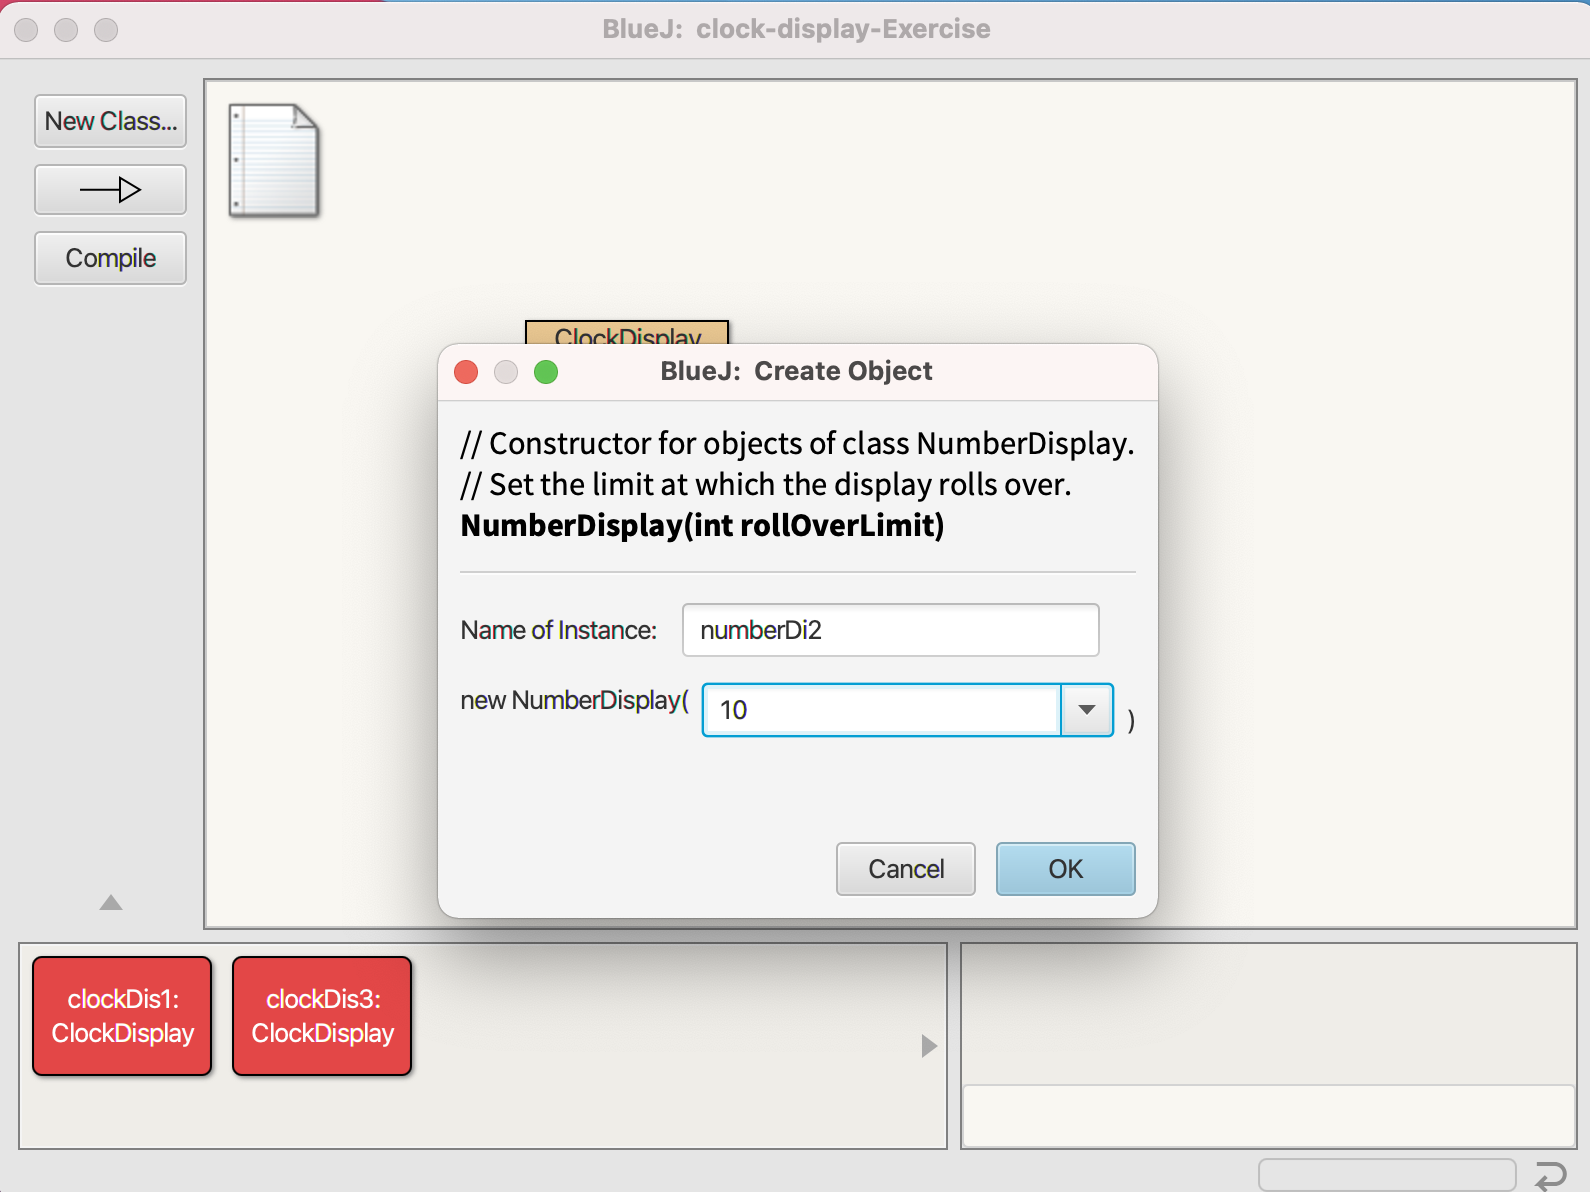 BlueJ: clock-display-Exercise
New Class...
Compile
ClockDisplay
BlueJ: Create Object
// Constructor for objects of class NumberDisplay.
// Set the limit at which the display rolls over.
NumberDisplay(int rollOverLimit)
Name of Instance: numberDi2
new NumberDisplay( 10 )
Cancel OK
clockDis1:
ClockDisplay
clockDis3:
ClockDisplay